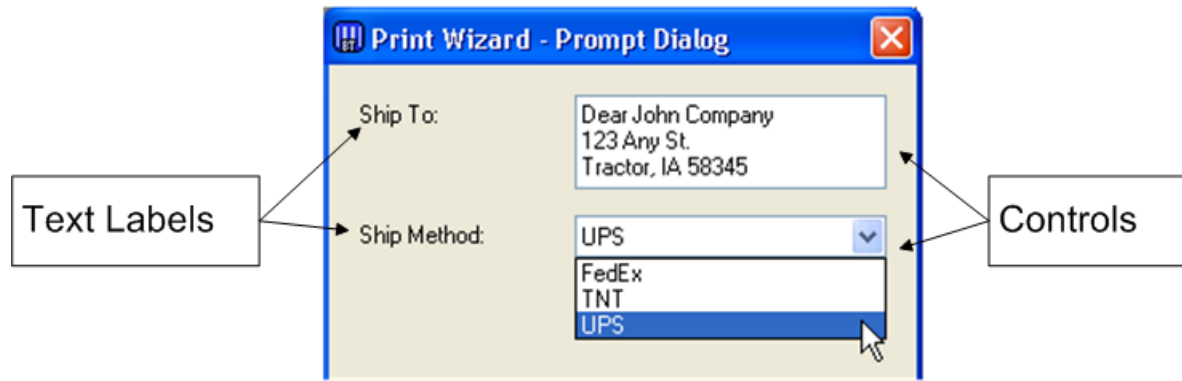 BT Print Wizard - Prompt Dialog
Ship To:
Dear John Company
123 Any St.
Tractor, IA 58345
Text Labels
Controls
Ship Method:
UPS
FedEx
TNT
UPS